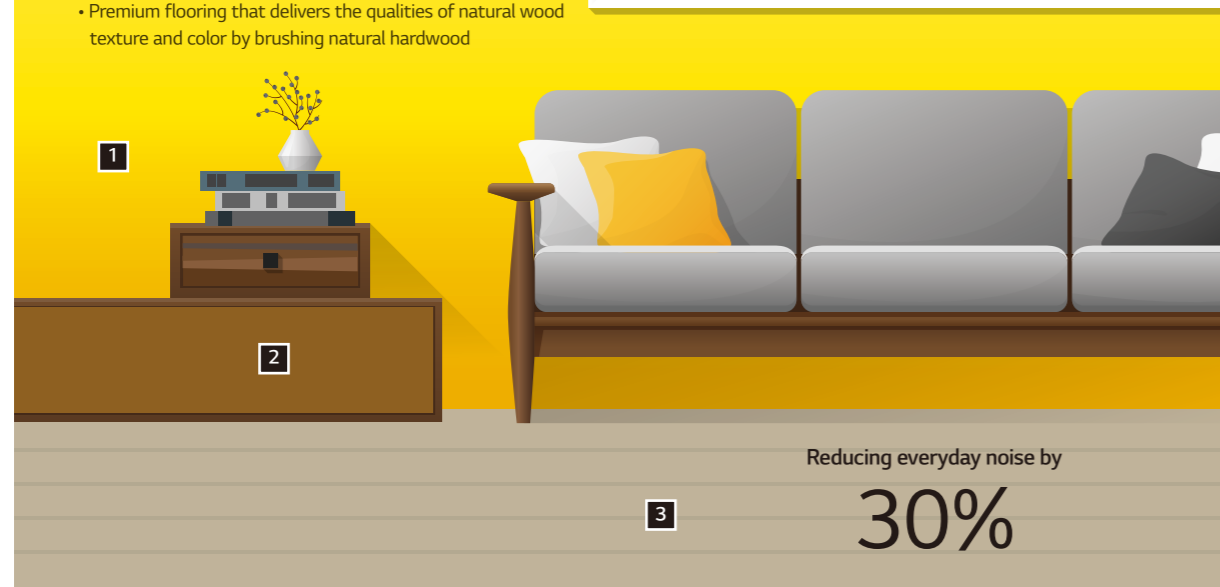 • Premium flooring that delivers the qualities of natural wood
texture and color by brushing natural hardwood
1
2
Reducing everyday noise by
30%
3